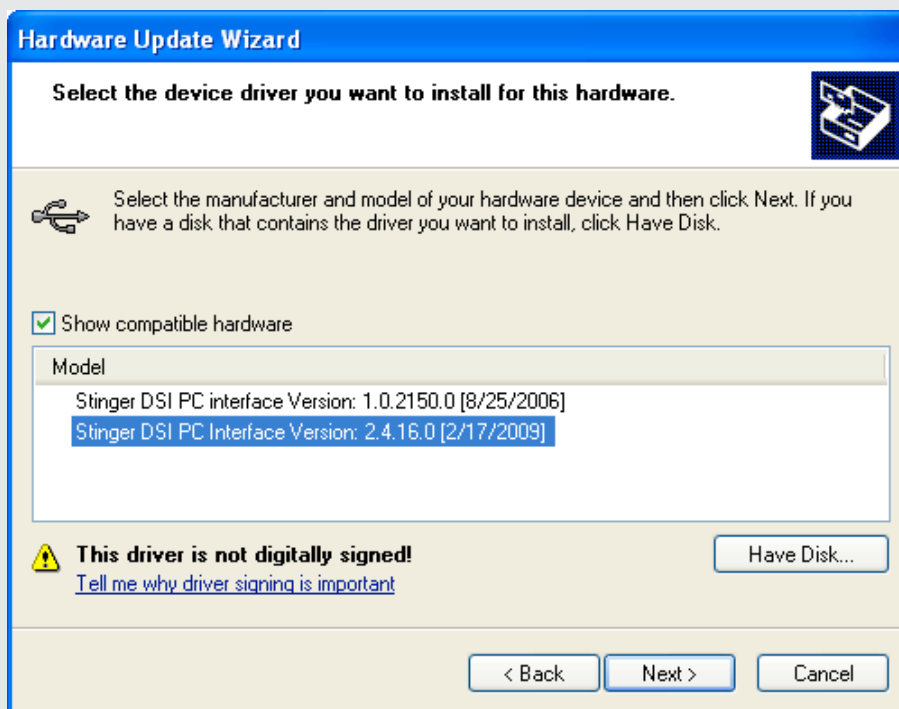 Hardware Update Wizard
Select the device driver you want to install for this hardware.
Select the manufacturer and model of your hardware device and then click Next. If you
have a disk that contains the driver you want to install, click Have Disk.
Show compatible hardware
Model
Stinger DSI PC interface Version: 1.0.2150.0 [8/25/2006]
Stinger DSI PC Interface Version: 2.4.16.0 [2/17/2009]
This driver is not digitally signed!
Have Disk...
Tell me why driver signing is important
< Back
Next >
Cancel